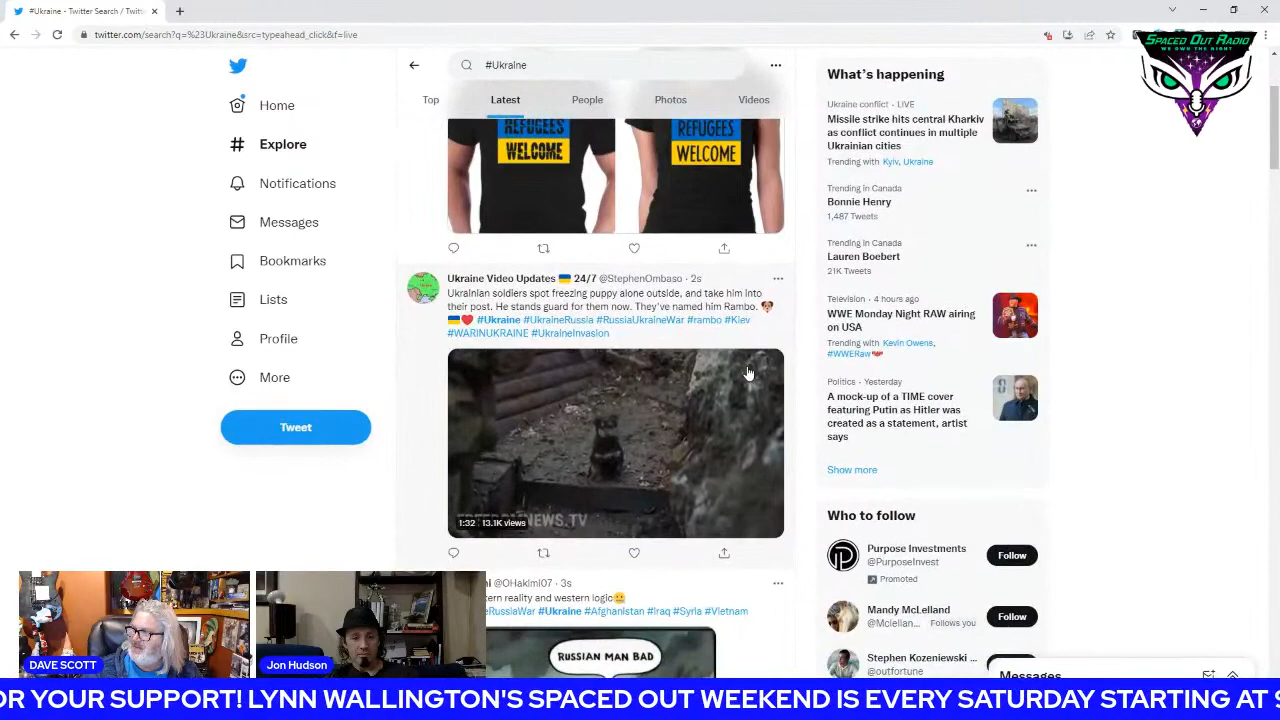 #Ukraine - Twitter Search / Twitt
twitter.com/search?q=%23Ukraine&src=typeahead_click&f=live
SPACED OUT RADIO
WE OWN THE NIGHT
Home
Explore
Notifications
Messages
Bookmarks
Lists
Profile
More
Tweet
#Ukraine
Top
Latest
People
Photos
Videos
REFUGEES
WELCOME
REFUGEES
WELCOME
Ukraine Video Updates 🇺🇦 24/7 @StephenOmbaso · 2s
Ukrainian soldiers spot freezing puppy alone outside, and take him into
their post. He stands guard for them now. They've named him Rambo. 🐶
🇺🇦❤️ #Ukraine #UkraineRussia #RussiaUkraineWar #rambo #Kiev
#WARINUKRAINE #UkraineInvasion
NEWS.TV
1:32 13.1K views
@OHakimi07 · 3s
tern reality and western logic😐
eRussiaWar #Ukraine #Afghanistan #Iraq #Syria #Vietnam
RUSSIAN MAN BAD
What's happening
Ukraine conflict · LIVE
Missile strike hits central Kharkiv
as conflict continues in multiple
Ukrainian cities
Trending with Kyiv, Ukraine
Trending in Canada
Bonnie Henry
1,487 Tweets
Trending in Canada
Lauren Boebert
21K Tweets
Television · 4 hours ago
WWE Monday Night RAW airing
on USA
Trending with Kevin Owens,
#WWERaw
Politics · Yesterday
A mock-up of a TIME cover
featuring Putin as Hitler was
created as a statement, artist
says
Show more
Who to follow
Purpose Investments
@PurposeInvest
Follow
Promoted
Mandy McLelland
@Mclellan... Follows you
Follow
Stephen Kozeniewski ...
@outfortune
Messages
DAVE SCOTT
Jon Hudson
OR YOUR SUPPORT! LYNN WALLINGTON'S SPACED OUT WEEKEND IS EVERY SATURDAY STARTING AT